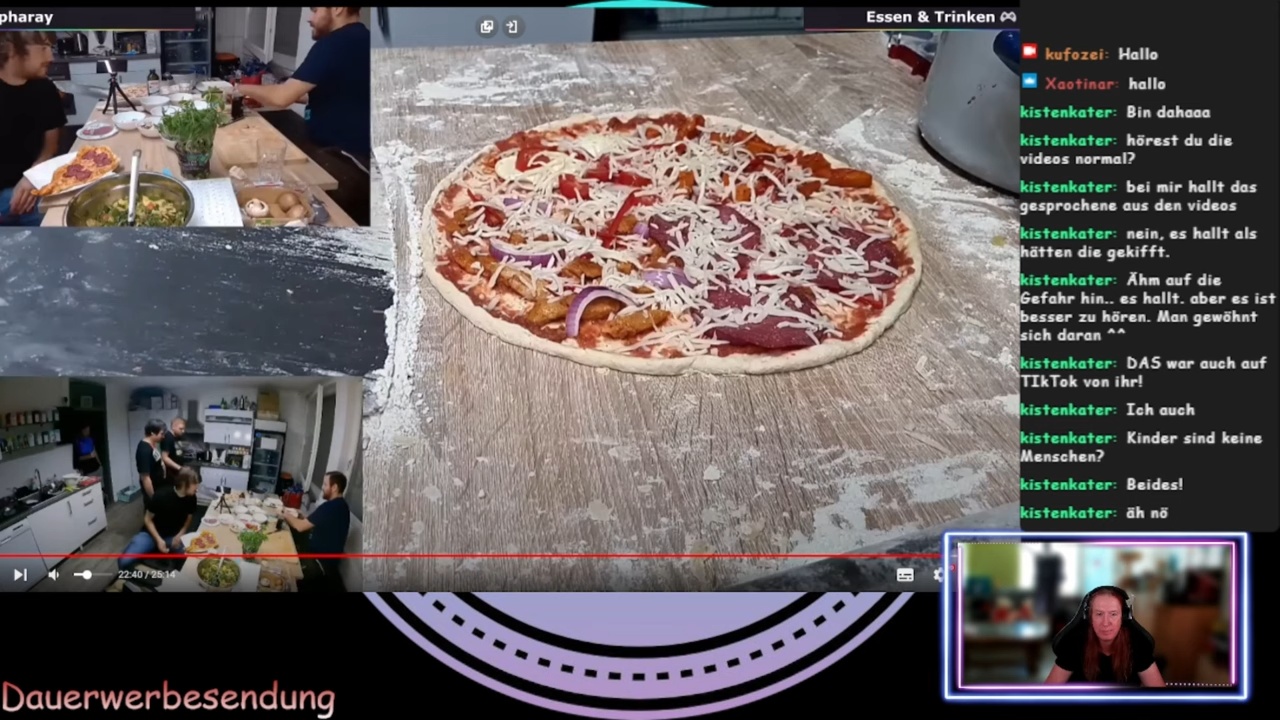 pharay
Essen & Trinken
kufozei: Hallo
Xaotinar: hallo
kistenkater: Bin dahaaa
kistenkater: hörest du die
videos normal?
kistenkater: bei mir hallt das
gesprochene aus den videos
kistenkater: nein, es hallt als
hätten die gekifft.
kistenkater: Ähm auf die
Gefahr hin.. es hallt. aber es ist
besser zu hören. Man gewöhnt
sich daran ^^
kistenkater: DAS war auch auf
TIkTok von ihr!
kistenkater: Ich auch
kistenkater: Kinder sind keine
Menschen?
kistenkater: Beides!
kistenkater: äh nö
22:40 / 25:14
Dauerwerbesendung